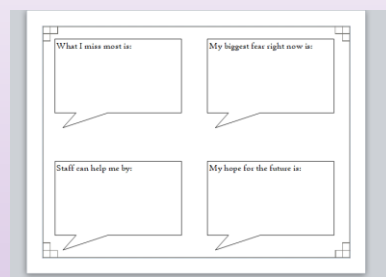 What I miss most is:
My biggest fear right now is:
Staff can help me by:
My hope for the future is: